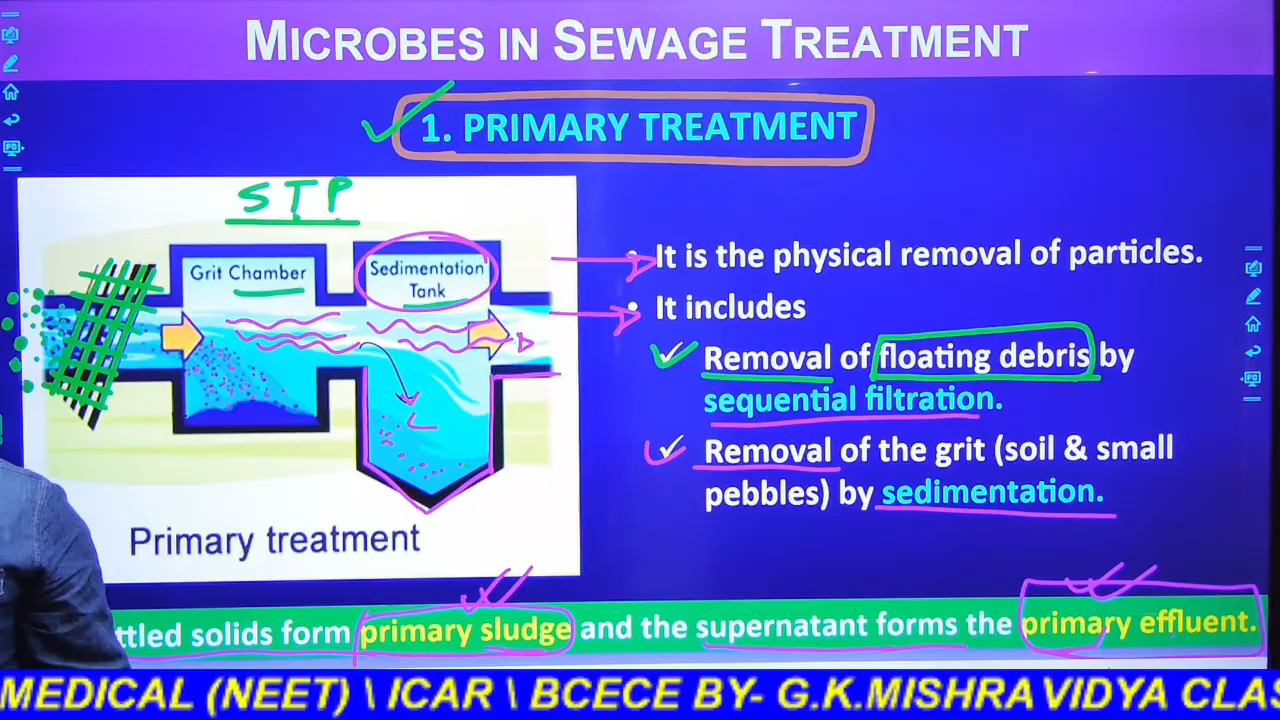 MICROBES IN SEWAGE TREATMENT
1. PRIMARY TREATMENT
STP
Grit Chamber
Sedimentation
Tank
Primary treatment
• It is the physical removal of particles.
• It includes
✓ Removal of floating debris by
sequential filtration.
✓ Removal of the grit (soil & small
pebbles) by sedimentation.
ttled solids form primary sludge and the supernatant forms the primary effluent.
MEDICAL (NEET) \ ICAR \ BCECE BY- G.K.MISHRA VIDYA CLAS